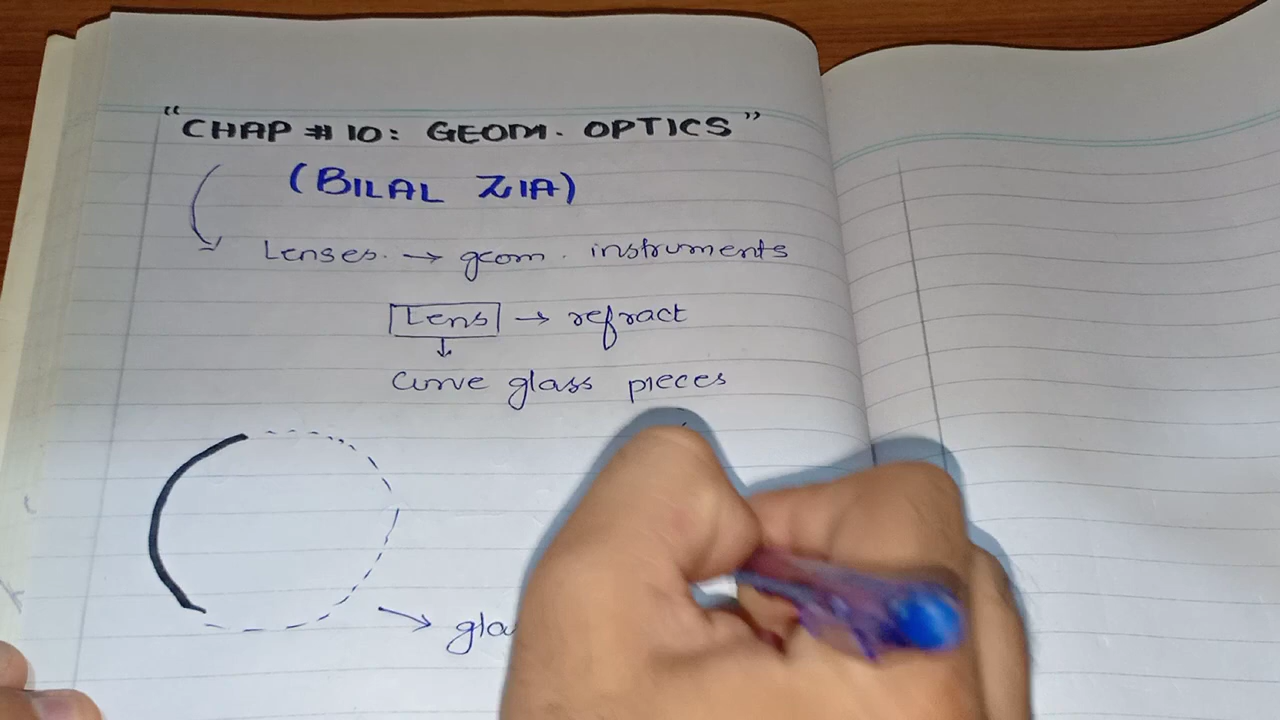 "CHAP # 10: GEOM. OPTICS"
(BILAL ZIA)
Lenses. → geom. instruments
Lens → refract
↓
Curve glass pieces
→